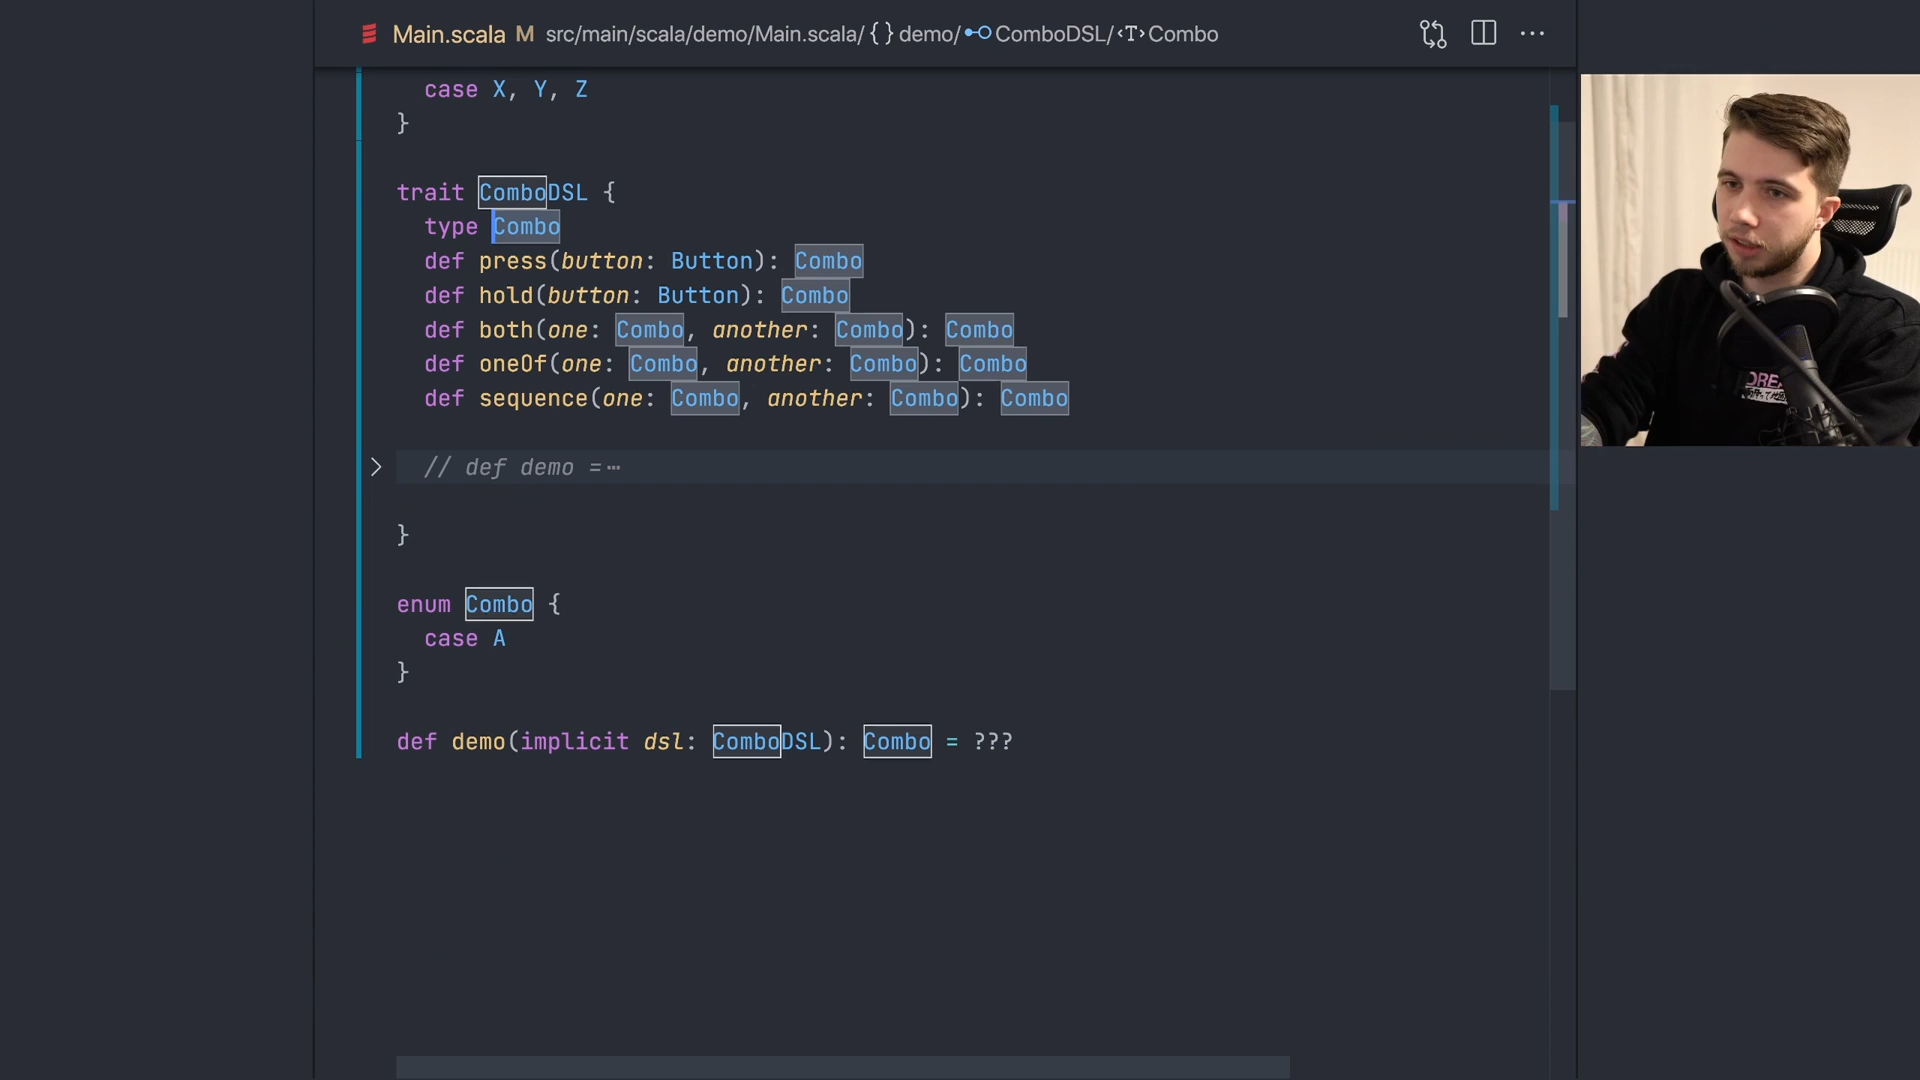 Main.scala M src/main/scala/demo/Main.scala/{} demo/ComboDSL/<T>Combo
case X, Y, Z
}
trait ComboDSL {
type Combo
def press(button: Button): Combo
def hold(button: Button): Combo
def both(one: Combo, another: Combo): Combo
def oneOf(one: Combo, another: Combo): Combo
def sequence(one: Combo, another: Combo): Combo
// def demo =⋯
}
enum Combo {
case A
}
def demo(implicit dsl: ComboDSL): Combo = ???